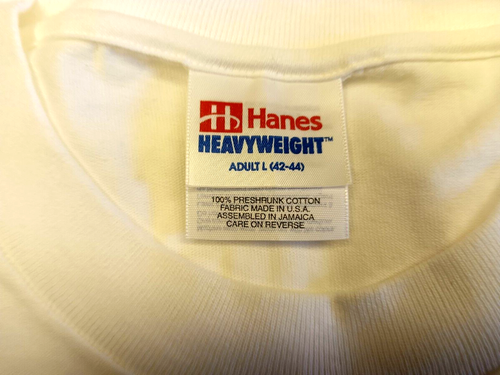 Hanes
HEAVYWEIGHT™
ADULT L (42-44)
100% PRESHRUNK COTTON
FABRIC MADE IN U.S.A.
ASSEMBLED IN JAMAICA
CARE ON REVERSE